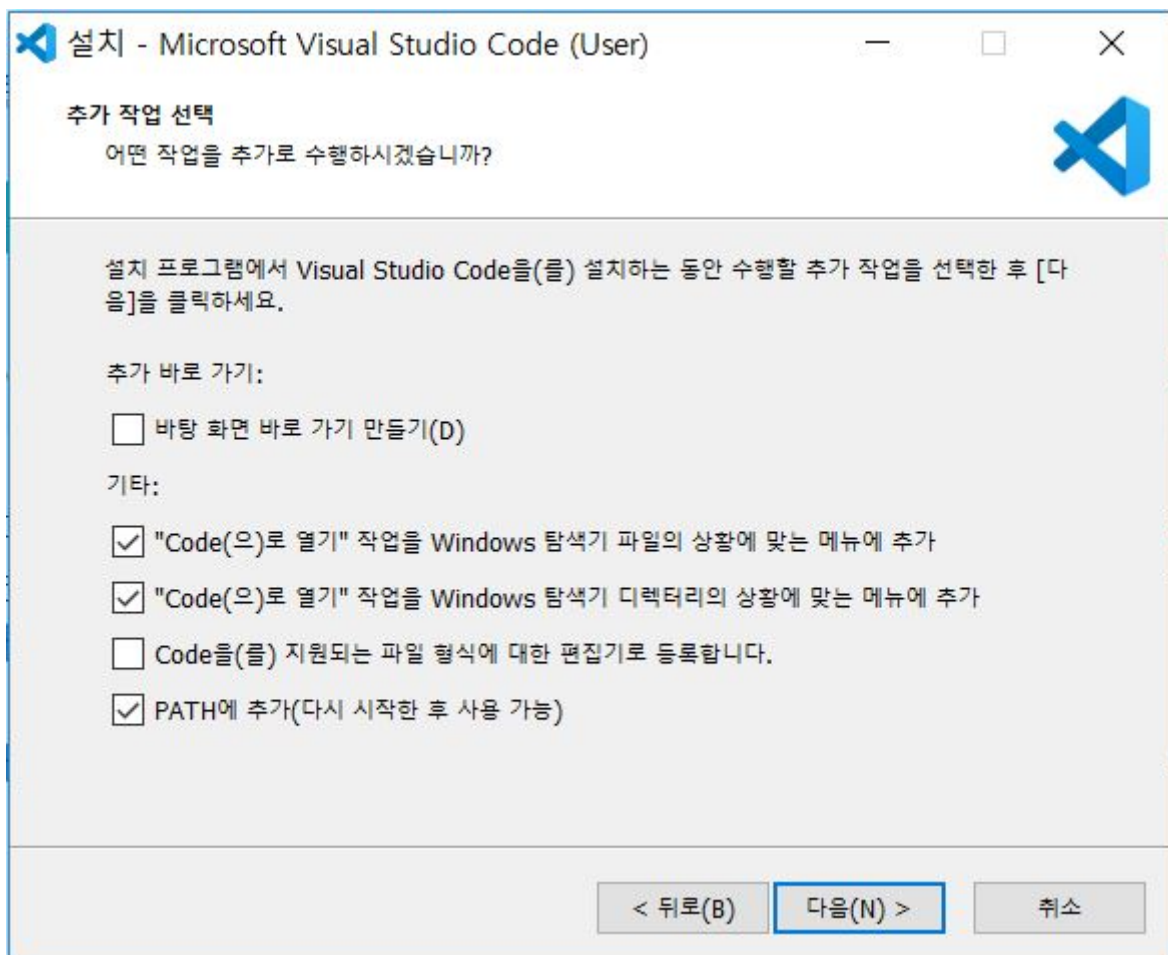 설치 - Microsoft Visual Studio Code (User)
추가 작업 선택
어떤 작업을 추가로 수행하시겠습니까?
설치 프로그램에서 Visual Studio Code을(를) 설치하는 동안 수행할 추가 작업을 선택한 후 [다
음]을 클릭하세요.
추가 바로 가기:
바탕 화면 바로 가기 만들기(D)
기타:
"Code(으)로 열기" 작업을 Windows 탐색기 파일의 상황에 맞는 메뉴에 추가
"Code(으)로 열기" 작업을 Windows 탐색기 디렉터리의 상황에 맞는 메뉴에 추가
Code을(를) 지원되는 파일 형식에 대한 편집기로 등록합니다.
PATH에 추가(다시 시작한 후 사용 가능)
< 뒤로(B) 다음(N) > 취소